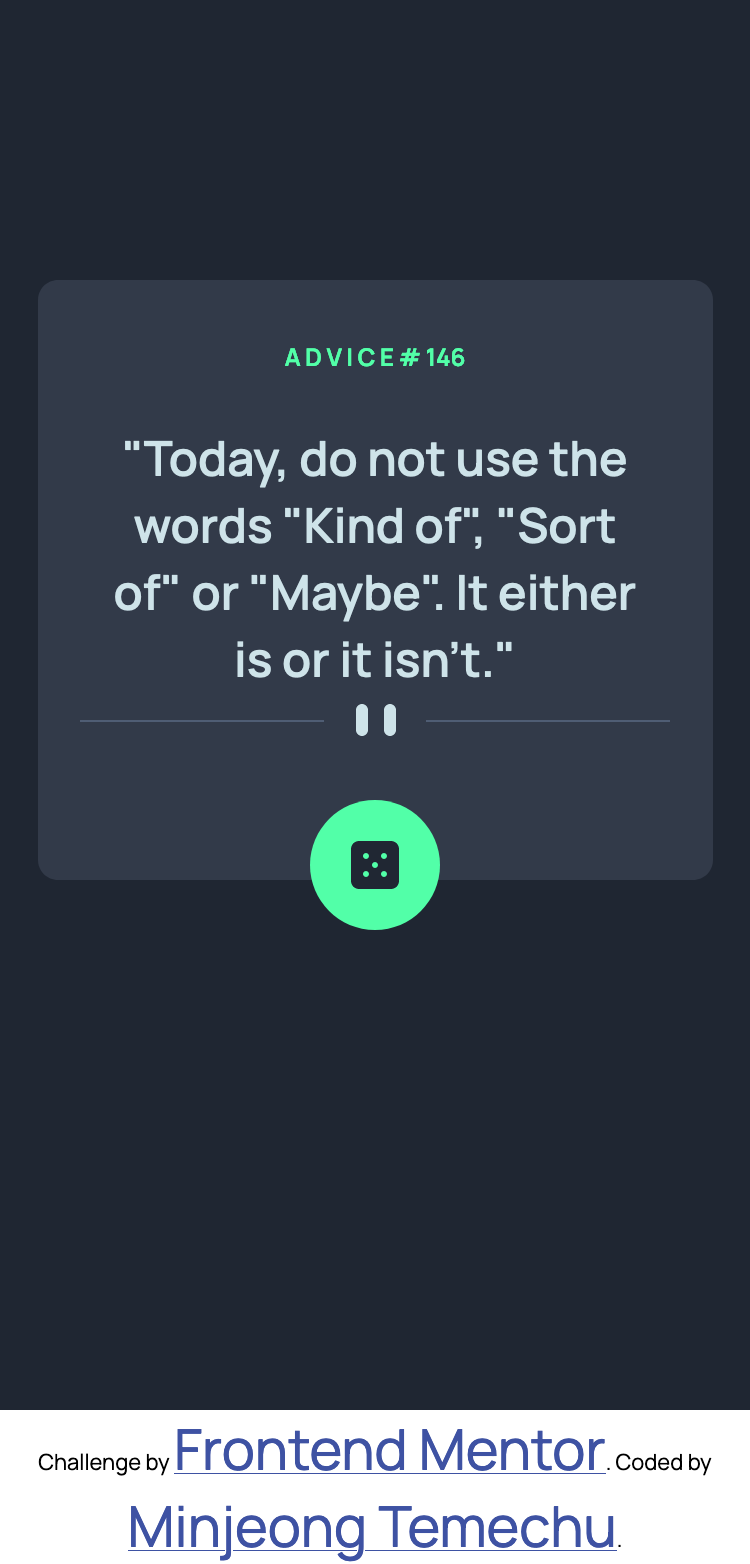 ADVICE#146
"Today, do not use the
words "Kind of", "Sort
of" or "Maybe". It either
is or it isn’t."
Challenge by Frontend Mentor. Coded by
Minjeong Temechu.